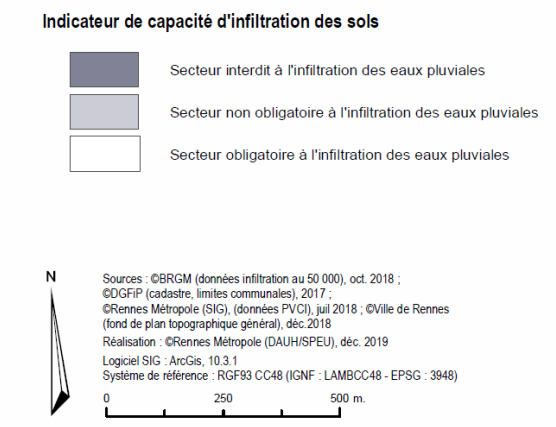 Indicateur de capacité d'infiltration des sols
Secteur interdit à l'infiltration des eaux pluviales
Secteur non obligatoire à l'infiltration des eaux pluviales
Secteur obligatoire à l'infiltration des eaux pluviales
N
Sources : ©BRGM (données infiltration au 50 000), oct. 2018 ;
©DGFiP (cadastre, limites communales), 2017 ;
©Rennes Métropole (SIG), (données PVCI), juil 2018 ; ©Ville de Rennes
(fond de plan topographique général), déc.2018
Réalisation : ©Rennes Métropole (DAUH/SPEU), déc. 2019
Logiciel SIG : ArcGis, 10.3.1
Système de référence : RGF93 CC48 (IGNF : LAMBCC48 - EPSG : 3948)
0 250 500 m.